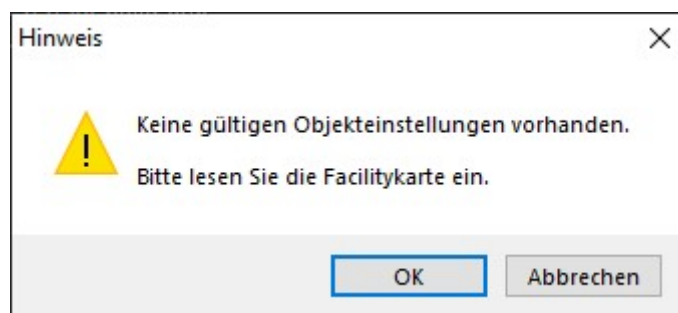 Hinweis
Keine gültigen Objekteinstellungen vorhanden.
Bitte lesen Sie die Facilitykarte ein.
OK
Abbrechen